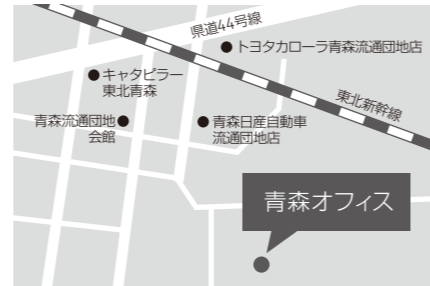 県道44号線
トヨタカローラ青森流通団地店
キャタピラー
東北青森
東北新幹線
青森流通団地
会館
青森日産自動車
流通団地店
青森オフィス